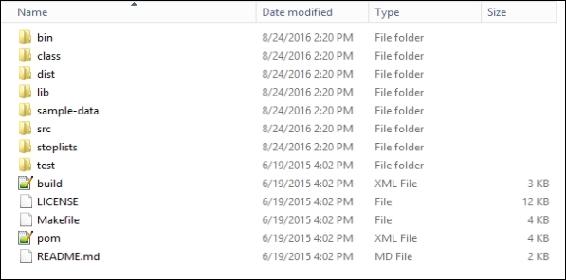 Name Date modified Type Size
bin 8/24/2016 2:20 PM File folder
class 8/24/2016 2:20 PM File folder
dist 8/24/2016 2:20 PM File folder
lib 8/24/2016 2:20 PM File folder
sample-data 8/24/2016 2:20 PM File folder
src 8/24/2016 2:20 PM File folder
stoplists 8/24/2016 2:20 PM File folder
test 6/19/2015 4:02 PM File folder
build 6/19/2015 4:02 PM XML File 3 KB
LICENSE 6/19/2015 4:02 PM File 12 KB
Makefile 6/19/2015 4:02 PM File 4 KB
pom 6/19/2015 4:02 PM XML File 4 KB
README.md 6/19/2015 4:02 PM MD File 2 KB